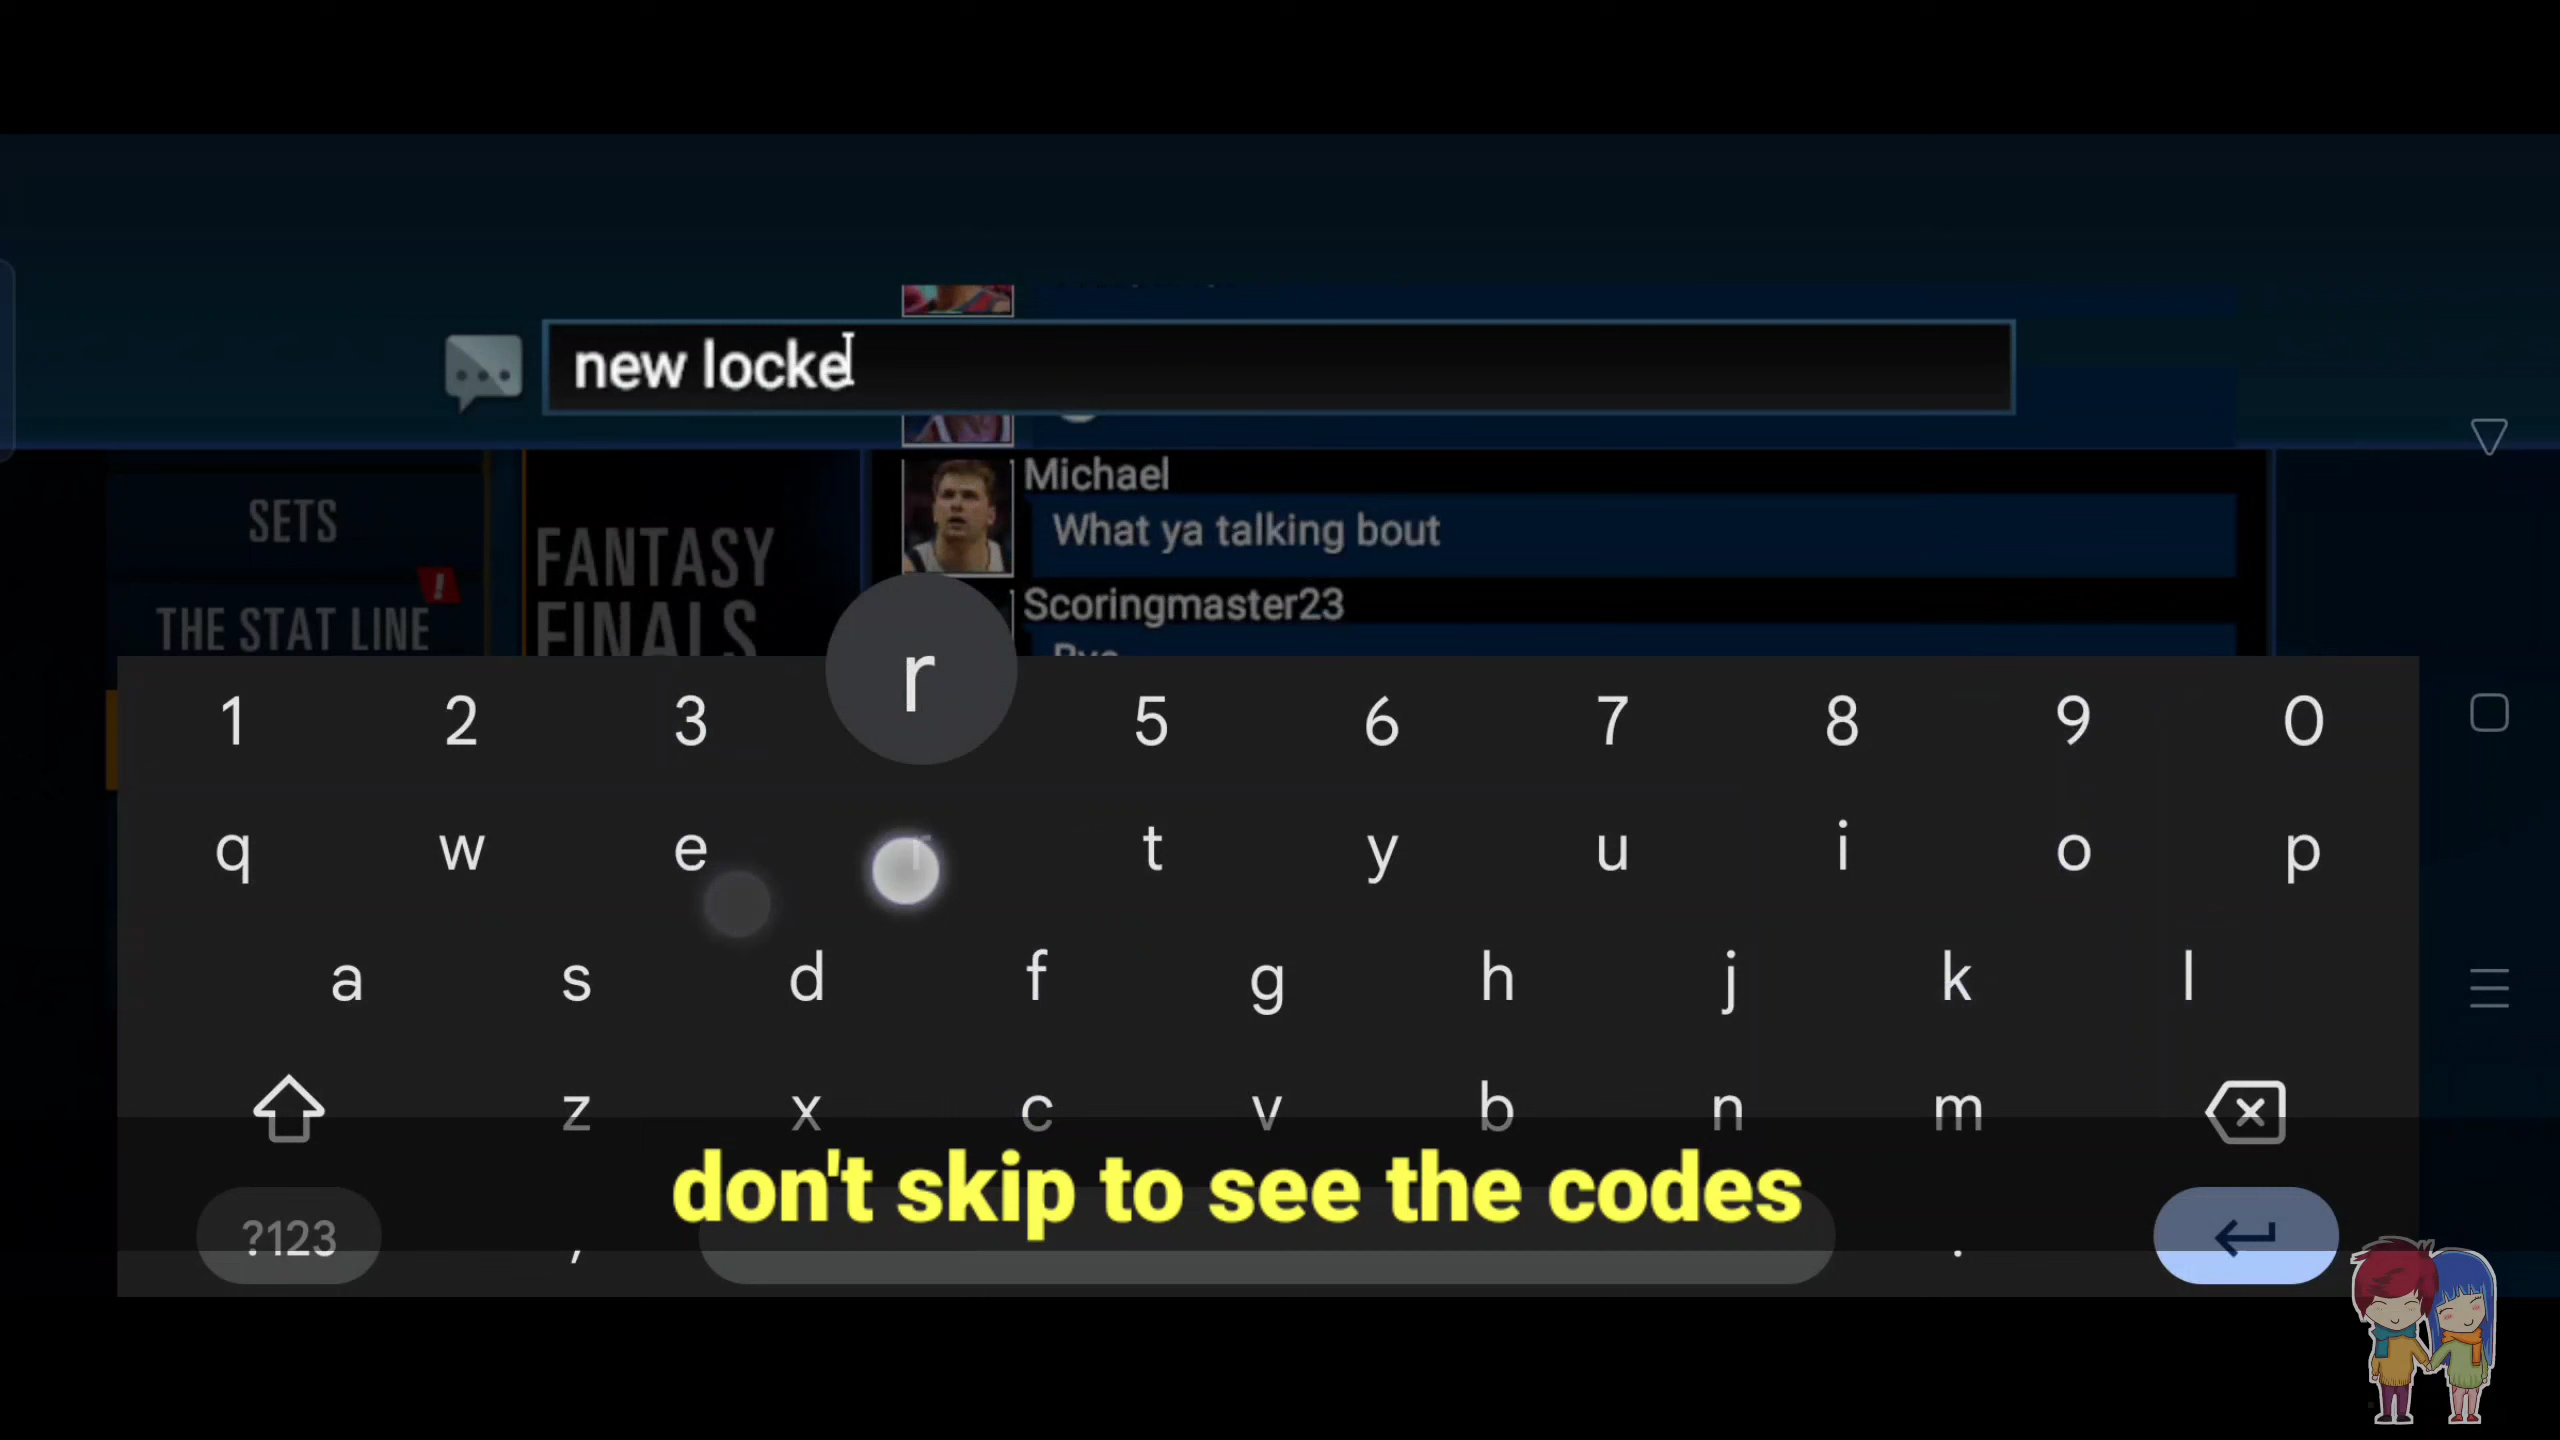 new locke
Michael
What ya talking bout
SETS
FANTASY
FINALS
Scoringmaster23
THE STAT LINE
!
r
1 2 3 5 6 7 8 9 0
q w e r t y u i o p
a s d f g h j k l
z x c v b n m
don't skip to see the codes
?123 , .